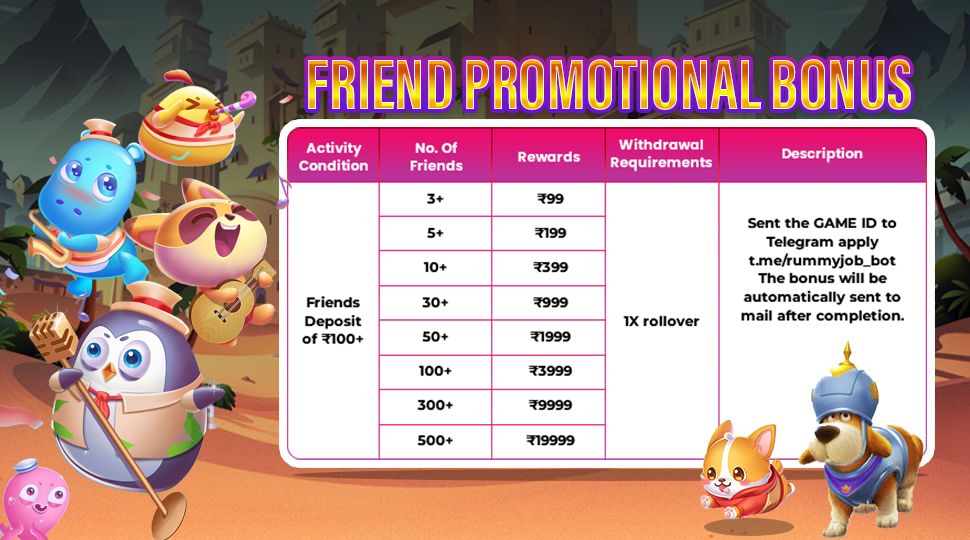 FRIEND PROMOTIONAL BONUS
Activity
Condition
No. Of
Friends
Rewards
Withdrawal
Requirements
Description
Friends
Deposit
of ₹100+
3+ ₹99
5+ ₹199
10+ ₹399
30+ ₹999
50+ ₹1999
100+ ₹3999
300+ ₹9999
500+ ₹19999
1X rollover
Sent the GAME ID to
Telegram apply
t.me/rummyjob_bot
The bonus will be
automatically sent to
mail after completion.